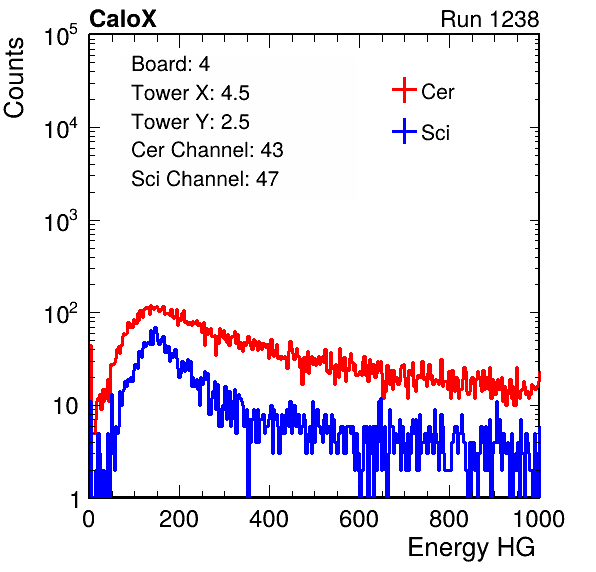 CaloX Run 1238
Counts
Board: 4
Tower X: 4.5
Tower Y: 2.5
Cer Channel: 43
Sci Channel: 47
Cer
Sci
10^5
10^4
10^3
10^2
10
1
0 200 400 600 800 1000
Energy HG